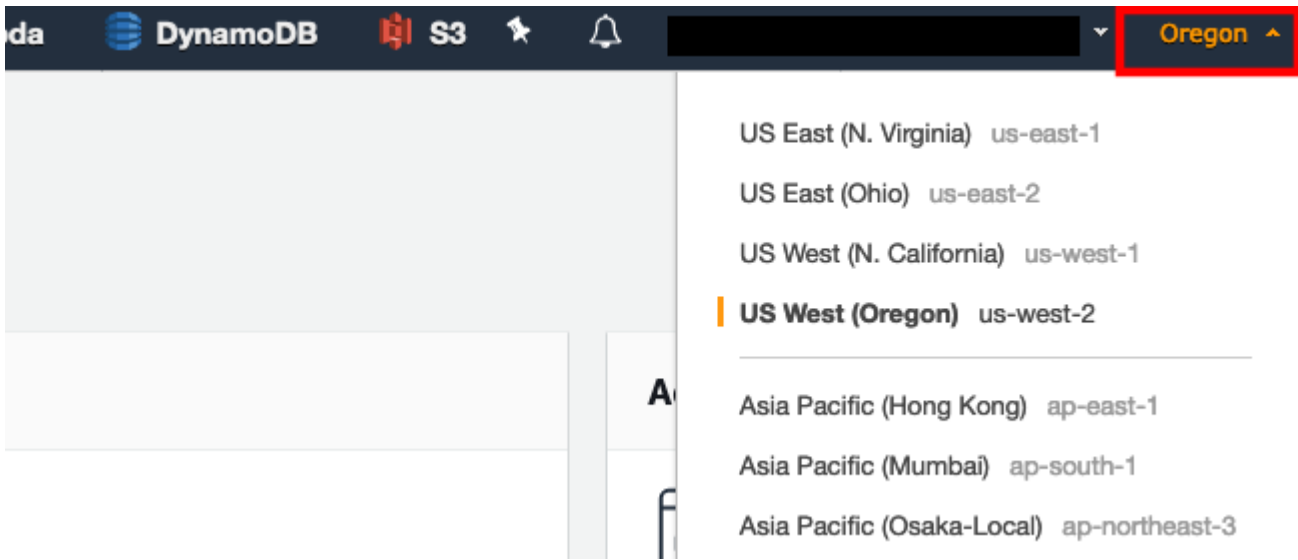 da DynamoDB S3 Oregon
US East (N. Virginia) us-east-1
US East (Ohio) us-east-2
US West (N. California) us-west-1
US West (Oregon) us-west-2
A
Asia Pacific (Hong Kong) ap-east-1
Asia Pacific (Mumbai) ap-south-1
Asia Pacific (Osaka-Local) ap-northeast-3